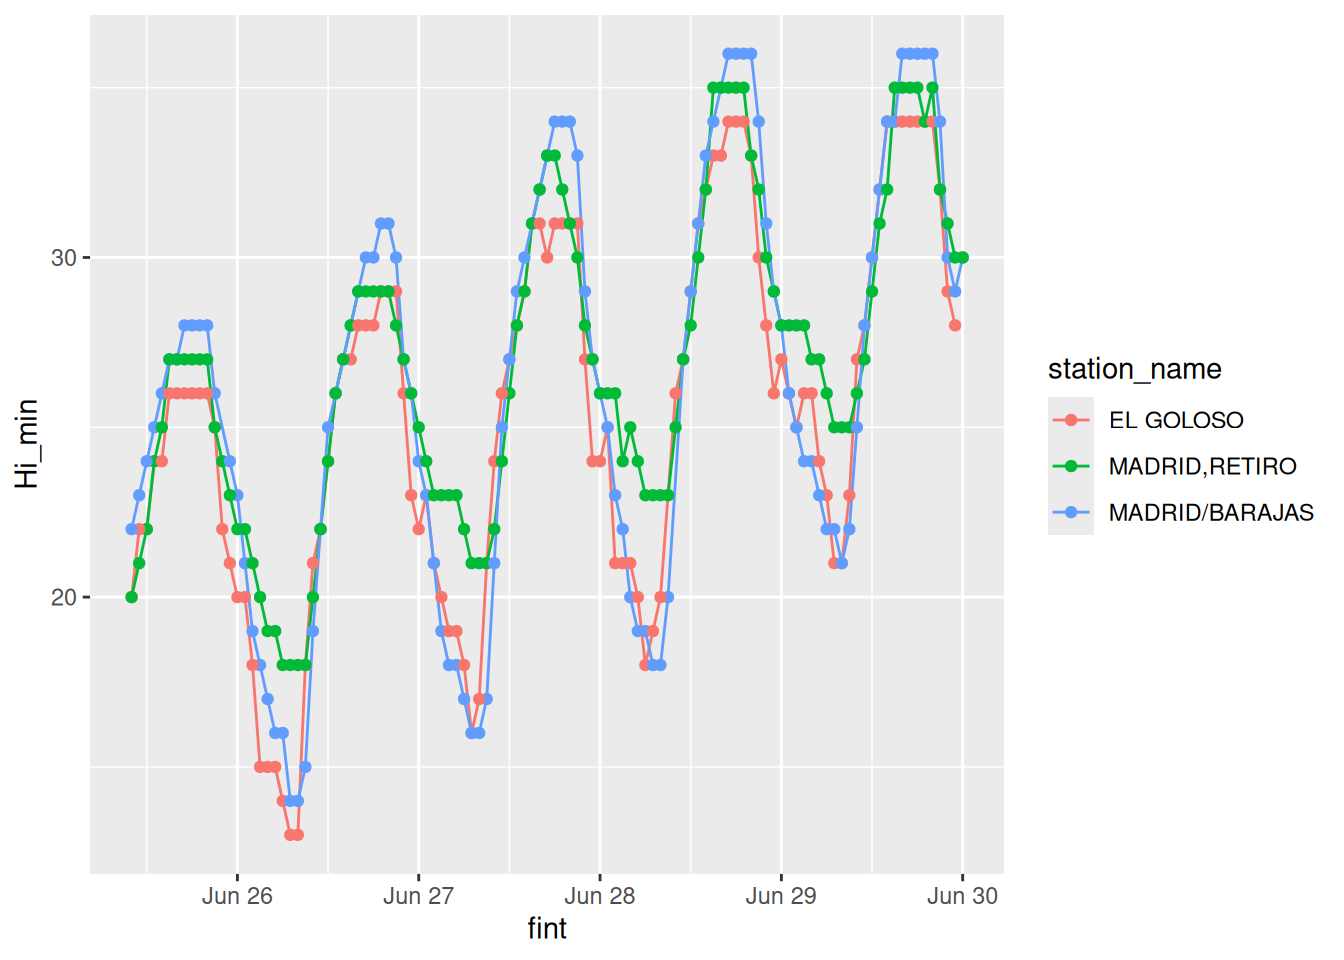 30
20
Hi_min
Jun 26
Jun 27
Jun 28
Jun 29
Jun 30
fint
station_name
EL GOLOSO
MADRID,RETIRO
MADRID/BARAJAS